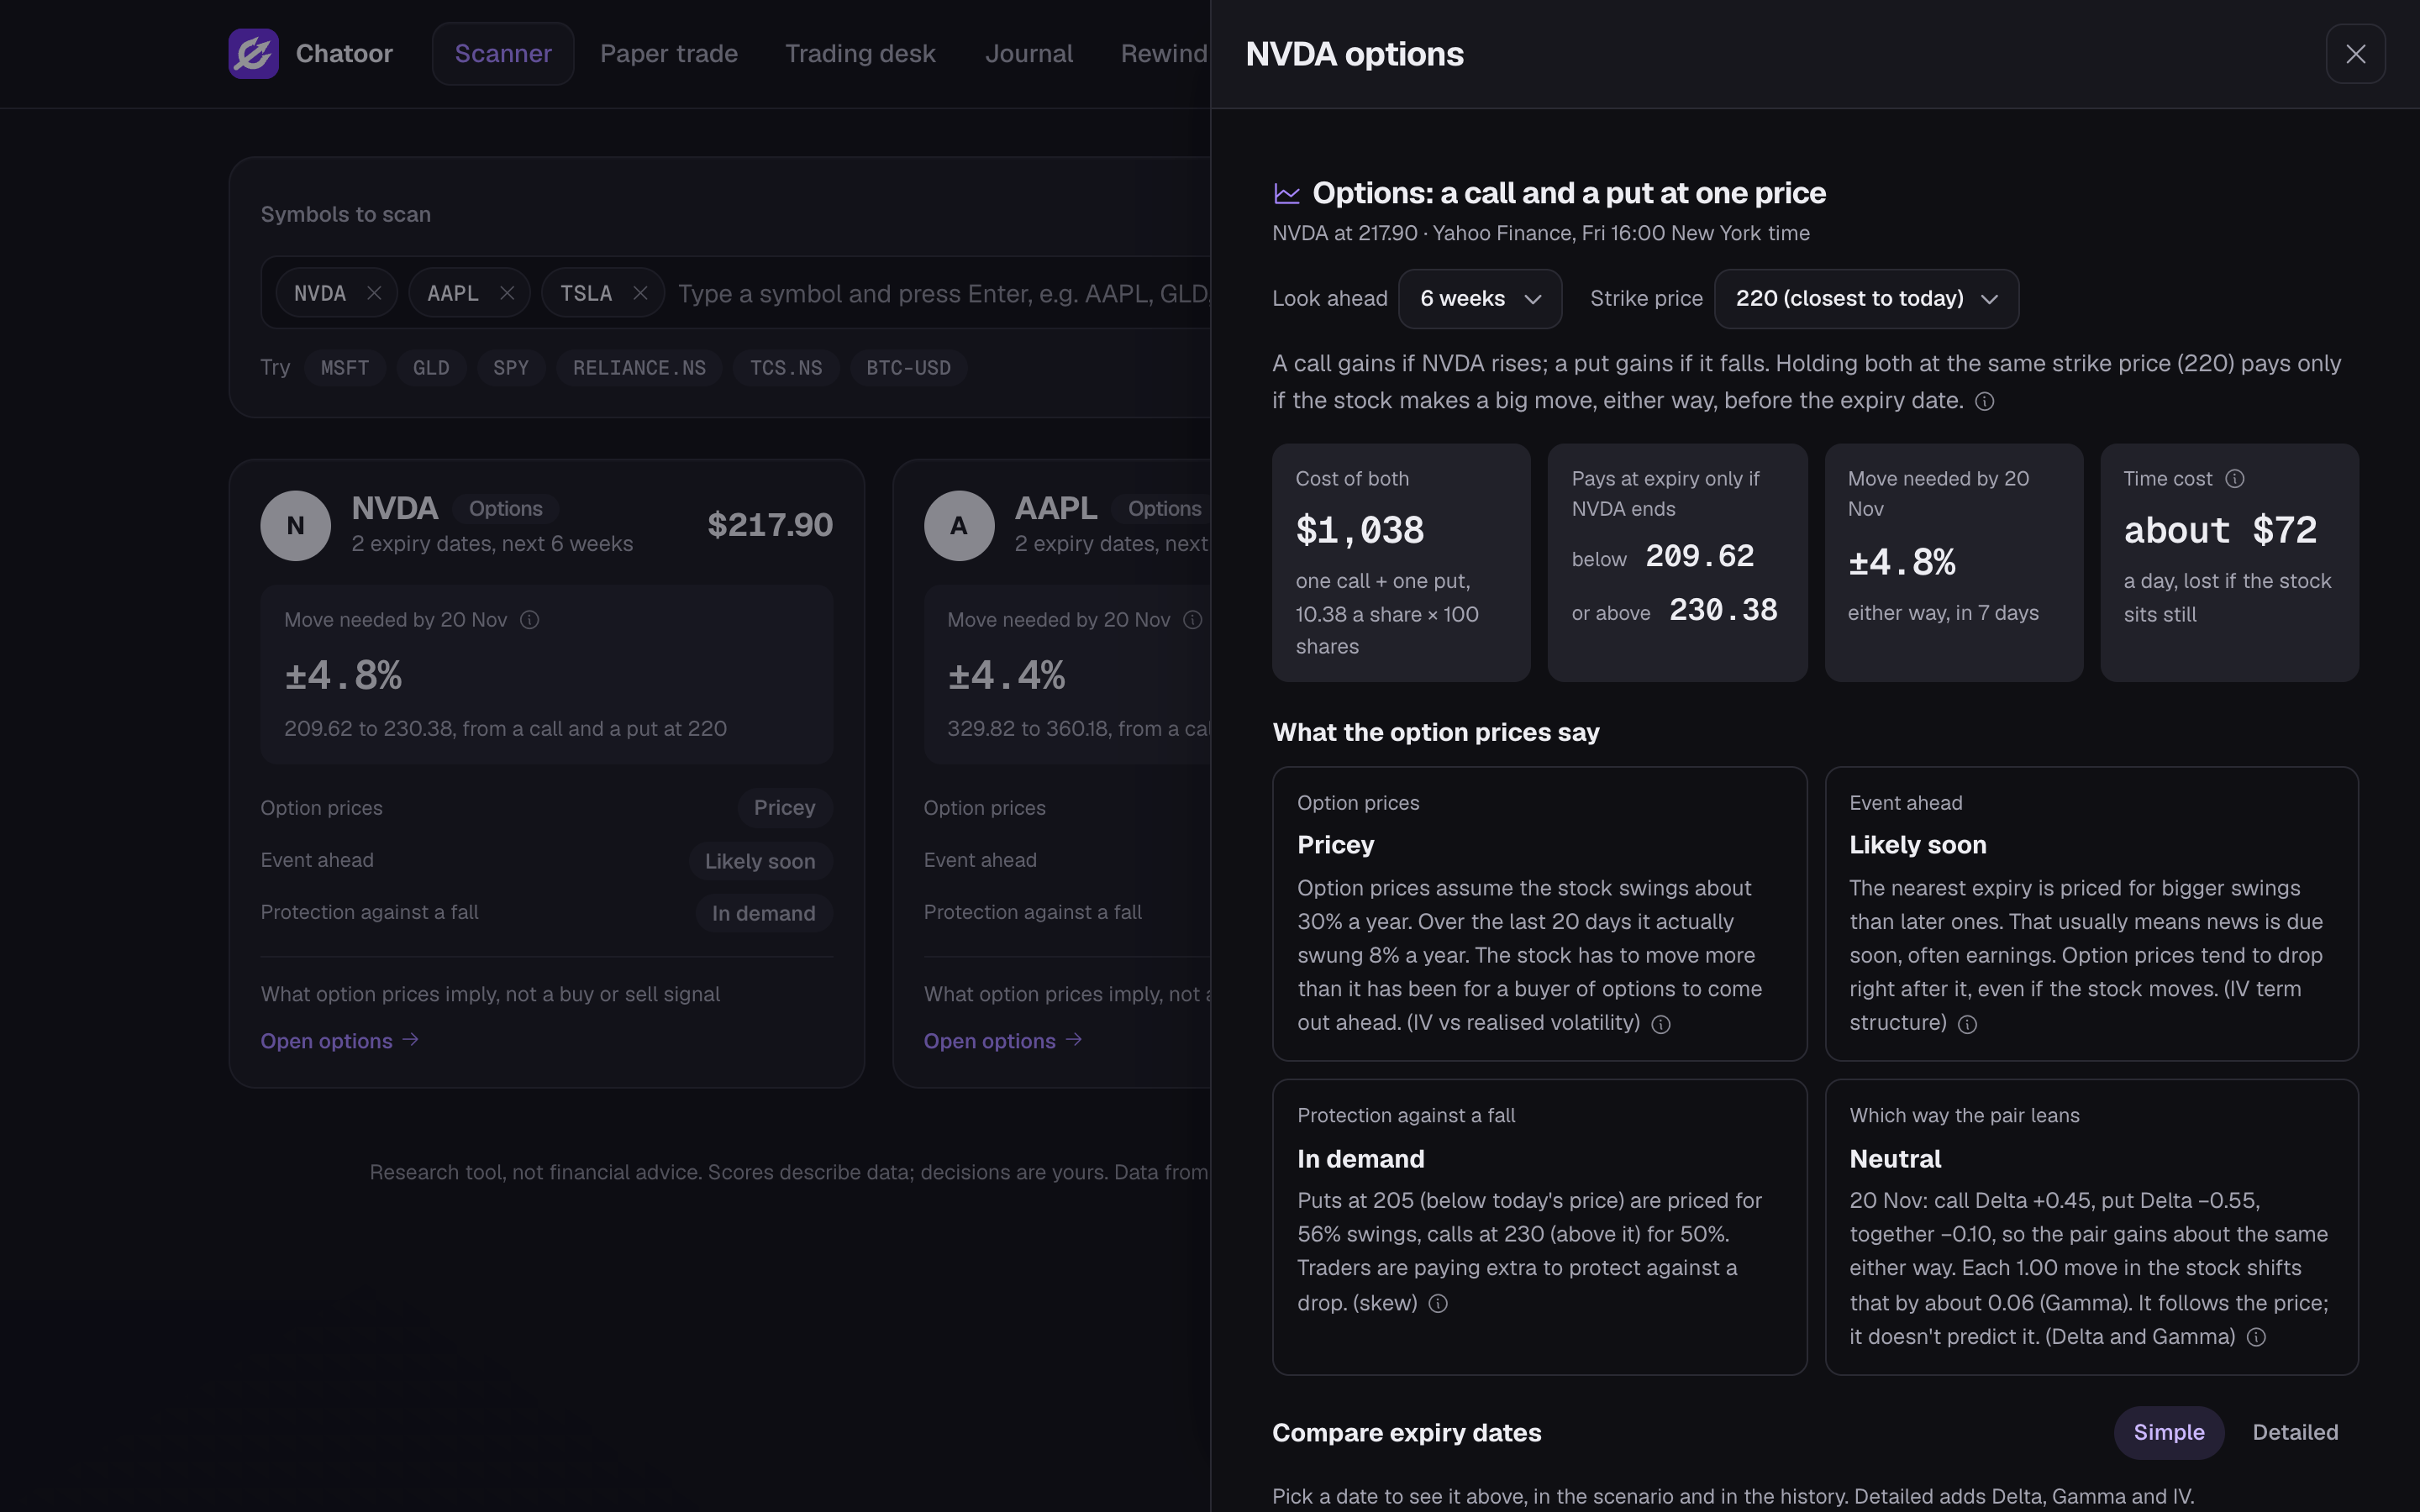 Chatoor
Scanner
Paper trade
Trading desk
Journal
Rewind
Symbols to scan
NVDA
AAPL
TSLA
Type a symbol and press Enter, e.g. AAPL, GLD,
Try
MSFT
GLD
SPY
RELIANCE.NS
TCS.NS
BTC-USD
N
NVDA Options
$217.90
2 expiry dates, next 6 weeks
Move needed by 20 Nov
±4.8%
209.62 to 230.38, from a call and a put at 220
Option prices
Pricey
Event ahead
Likely soon
Protection against a fall
In demand
What option prices imply, not a buy or sell signal
Open options →
A
AAPL Options
2 expiry dates, next
Move needed by 20 Nov
±4.4%
329.82 to 360.18, from a cal
Option prices
Event ahead
Protection against a fall
What option prices imply, not a
Open options →
Research tool, not financial advice. Scores describe data; decisions are yours. Data from
NVDA options
Options: a call and a put at one price
NVDA at 217.90 · Yahoo Finance, Fri 16:00 New York time
Look ahead
6 weeks
Strike price
220 (closest to today)
A call gains if NVDA rises; a put gains if it falls. Holding both at the same strike price (220) pays only
if the stock makes a big move, either way, before the expiry date.
Cost of both
$1,038
one call + one put,
10.38 a share × 100
shares
Pays at expiry only if
NVDA ends
below 209.62
or above 230.38
Move needed by 20
Nov
±4.8%
either way, in 7 days
Time cost
about $72
a day, lost if the stock
sits still
What the option prices say
Option prices
Pricey
Option prices assume the stock swings about
30% a year. Over the last 20 days it actually
swung 8% a year. The stock has to move more
than it has been for a buyer of options to come
out ahead. (IV vs realised volatility)
Event ahead
Likely soon
The nearest expiry is priced for bigger swings
than later ones. That usually means news is due
soon, often earnings. Option prices tend to drop
right after it, even if the stock moves. (IV term
structure)
Protection against a fall
In demand
Puts at 205 (below today's price) are priced for
56% swings, calls at 230 (above it) for 50%.
Traders are paying extra to protect against a
drop. (skew)
Which way the pair leans
Neutral
20 Nov: call Delta +0.45, put Delta −0.55,
together −0.10, so the pair gains about the same
either way. Each 1.00 move in the stock shifts
that by about 0.06 (Gamma). It follows the price;
it doesn't predict it. (Delta and Gamma)
Compare expiry dates
Simple
Detailed
Pick a date to see it above, in the scenario and in the history. Detailed adds Delta, Gamma and IV.